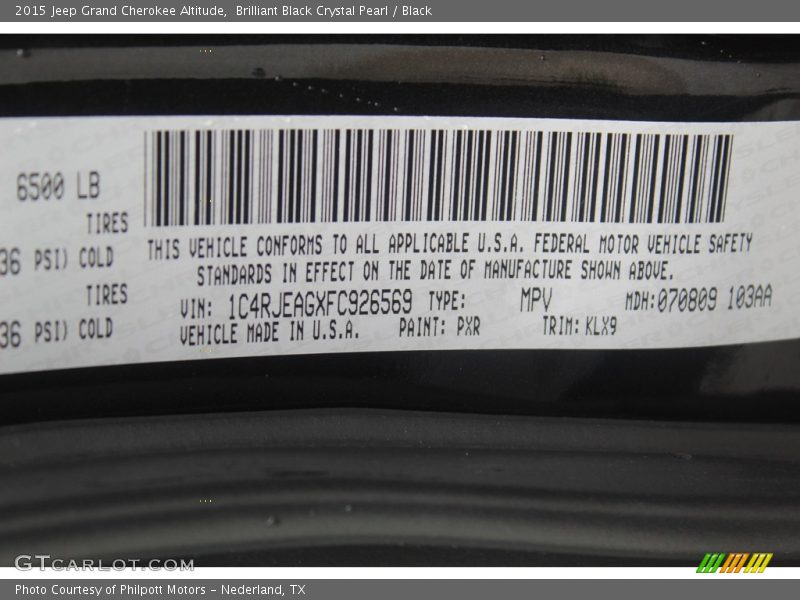 2015 Jeep Grand Cherokee Altitude,  Brilliant Black Crystal Pearl / Black
6500 LB
TIRES
36 PSI) COLD
TIRES
36 PSI) COLD
THIS VEHICLE CONFORMS TO ALL APPLICABLE U.S.A. FEDERAL MOTOR VEHICLE SAFETY
STANDARDS IN EFFECT ON THE DATE OF MANUFACTURE SHOWN ABOVE.
VIN: 1C4RJEAGXFC926569 TYPE: MPV MDH:070809 103AA
VEHICLE MADE IN U.S.A. PAINT: PXR TRIM:KLX9
GTCARLOT.COM
Photo Courtesy of Philpott Motors - Nederland, TX